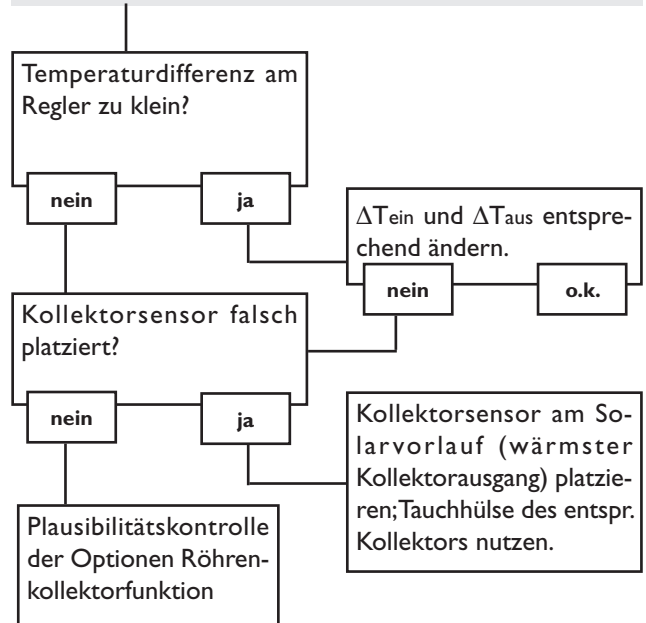 Temperaturdifferenz am
Regler zu klein?
nein
ja
ΔTein und ΔTaus entspre-
chend ändern.
nein
o.k.
Kollektorsensor falsch
platziert?
nein
ja
Kollektorsensor am So-
larvorlauf (wärmster
Kollektorausgang) platzie-
ren;Tauchhülse des entspr.
Kollektors nutzen.
Plausibilitätskontrolle
der Optionen Röhren-
kollektorfunktion